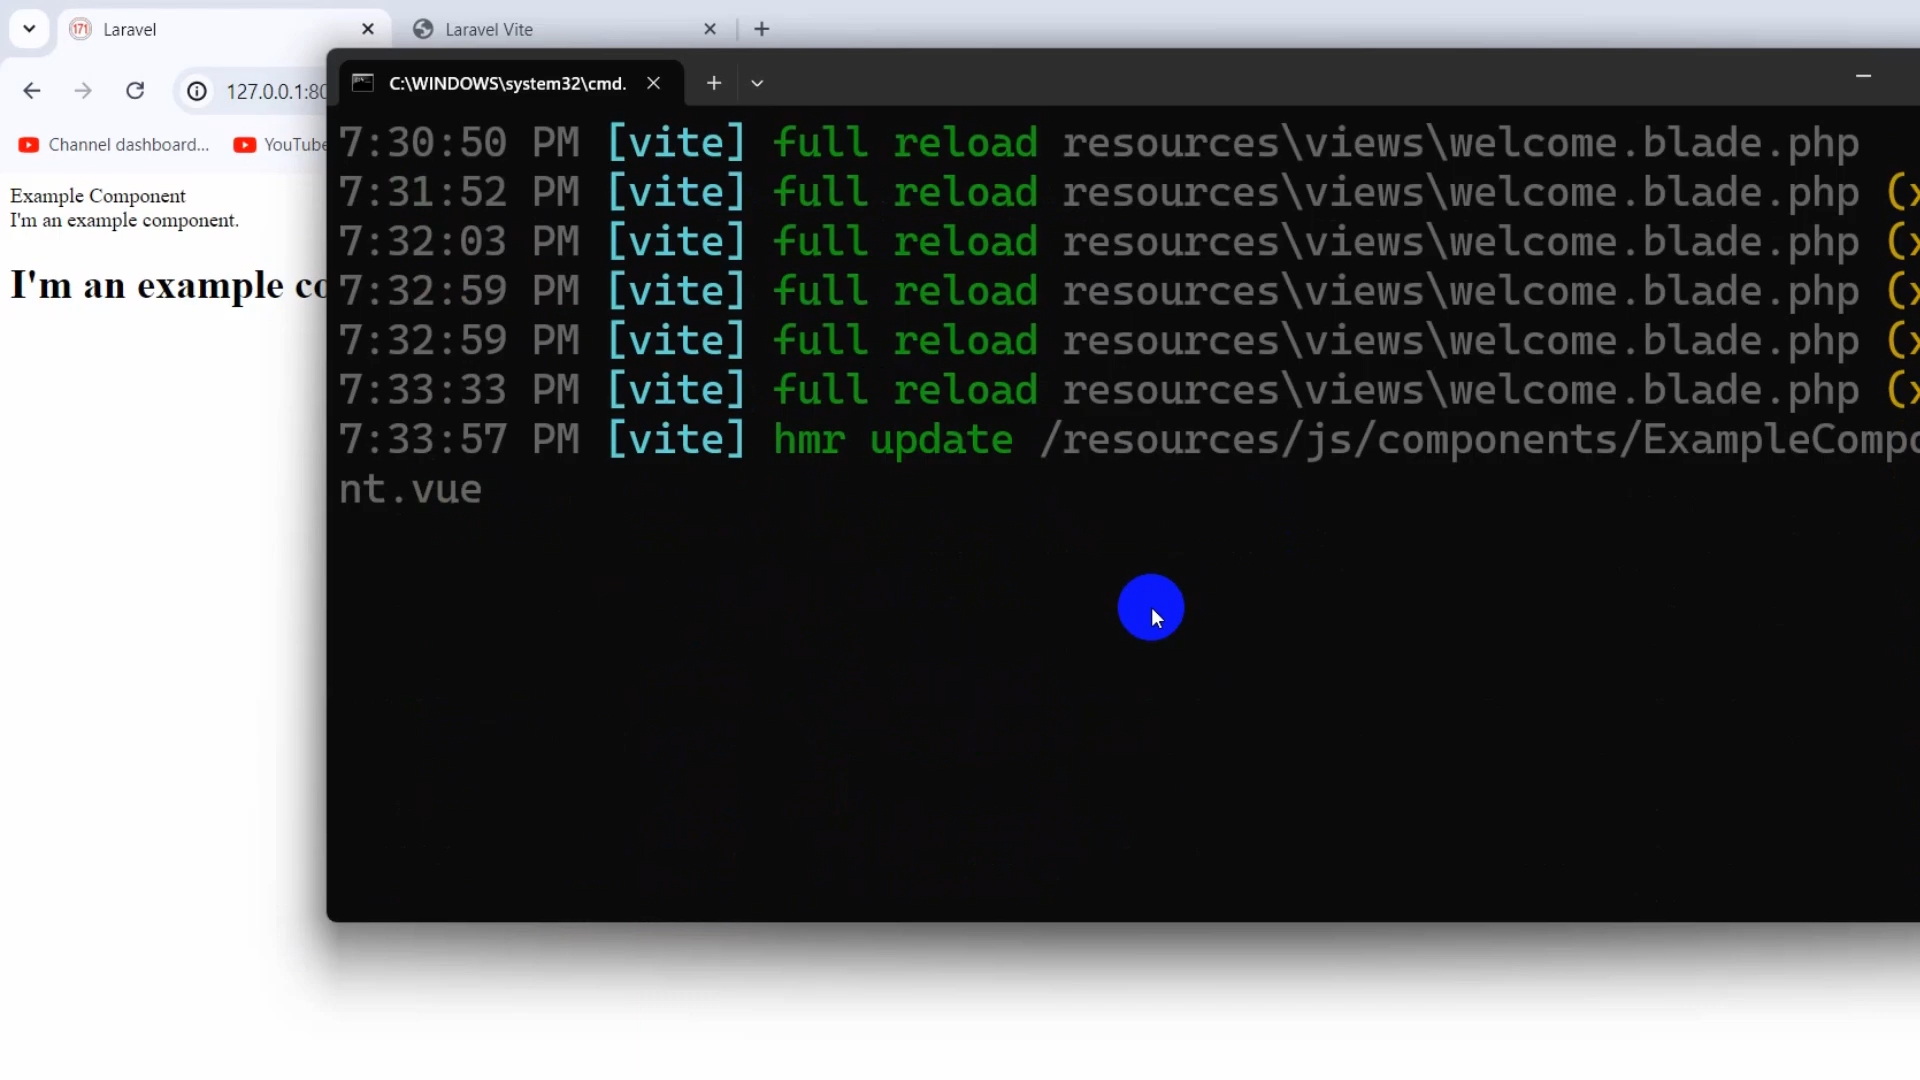 Laravel
Laravel Vite
127.0.0.1:80
C:\WINDOWS\system32\cmd.
Channel dashboard...
YouTube
Example Component
I'm an example component.
I'm an example co
7:30:50 PM [vite] full reload resources\views\welcome.blade.php
7:31:52 PM [vite] full reload resources\views\welcome.blade.php (x
7:32:03 PM [vite] full reload resources\views\welcome.blade.php (x
7:32:59 PM [vite] full reload resources\views\welcome.blade.php (x
7:32:59 PM [vite] full reload resources\views\welcome.blade.php (x
7:33:33 PM [vite] full reload resources\views\welcome.blade.php (x
7:33:57 PM [vite] hmr update /resources/js/components/ExampleCompo
nt.vue